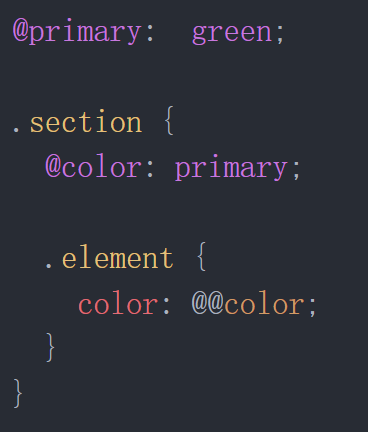 @primary:  green;
.section {
  @color: primary;
  .element {
    color: @@color;
  }
}